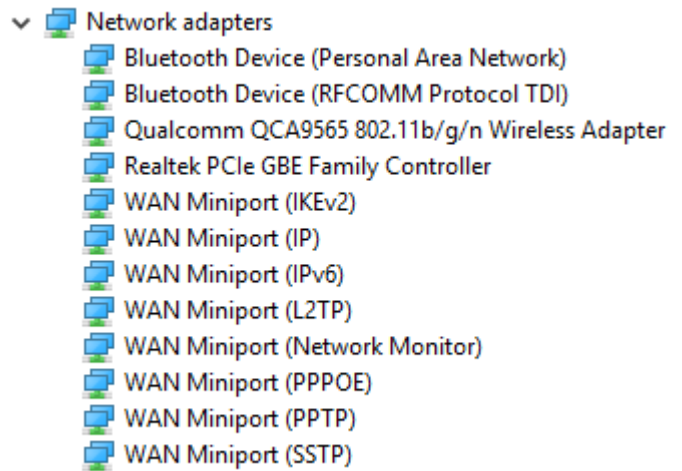 Network adapters
Bluetooth Device (Personal Area Network)
Bluetooth Device (RFCOMM Protocol TDI)
Qualcomm QCA9565 802.11b/g/n Wireless Adapter
Realtek PCIe GBE Family Controller
WAN Miniport (IKEv2)
WAN Miniport (IP)
WAN Miniport (IPv6)
WAN Miniport (L2TP)
WAN Miniport (Network Monitor)
WAN Miniport (PPPOE)
WAN Miniport (PPTP)
WAN Miniport (SSTP)